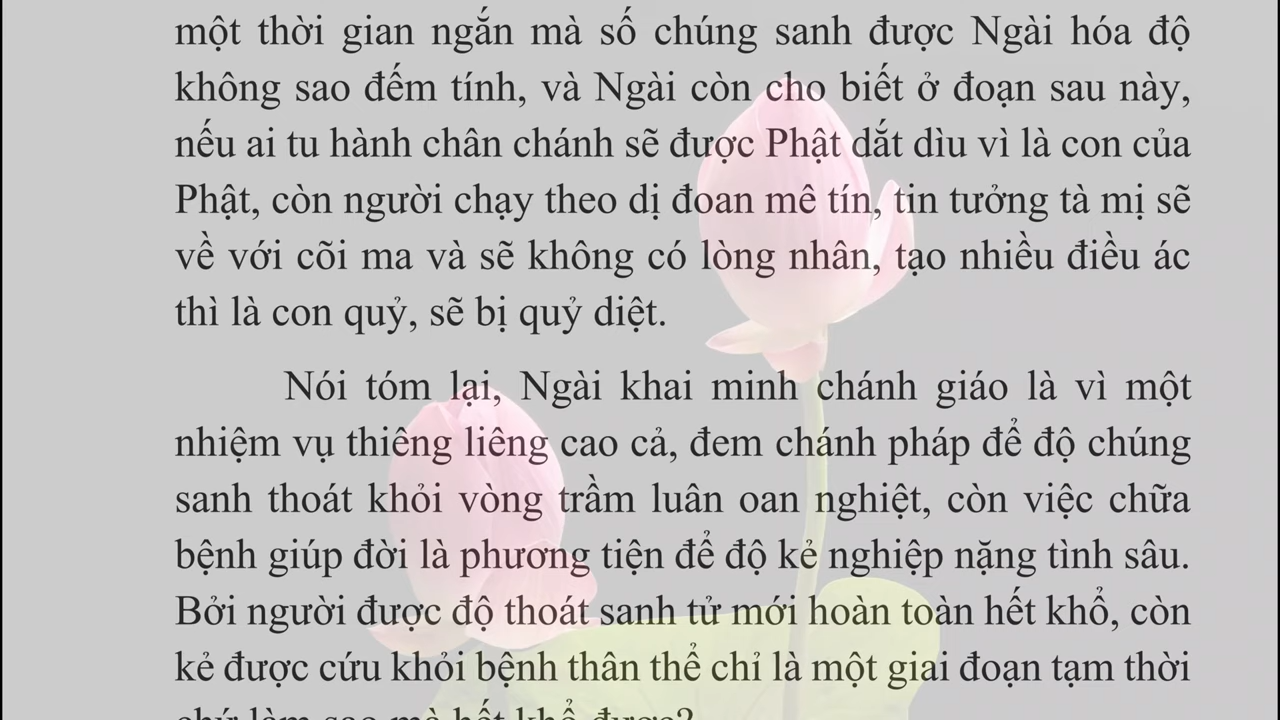 một thời gian ngắn mà số chúng sanh được Ngài hóa độ
không sao đếm tính, và Ngài còn cho biết ở đoạn sau này,
nếu ai tu hành chân chánh sẽ được Phật dắt dìu vì là con của
Phật, còn người chạy theo dị đoan mê tín, tin tưởng tà mị sẽ
về với cõi ma và sẽ không có lòng nhân, tạo nhiều điều ác
thì là con quỷ, sẽ bị quỷ diệt.
Nói tóm lại, Ngài khai minh chánh giáo là vì một
nhiệm vụ thiêng liêng cao cả, đem chánh pháp để độ chúng
sanh thoát khỏi vòng trầm luân oan nghiệt, còn việc chữa
bệnh giúp đời là phương tiện để độ kẻ nghiệp nặng tình sâu.
Bởi người được độ thoát sanh tử mới hoàn toàn hết khổ, còn
kẻ được cứu khỏi bệnh thân thể chỉ là một giai đoạn tạm thời
chứ làm sao mà hết khổ được?